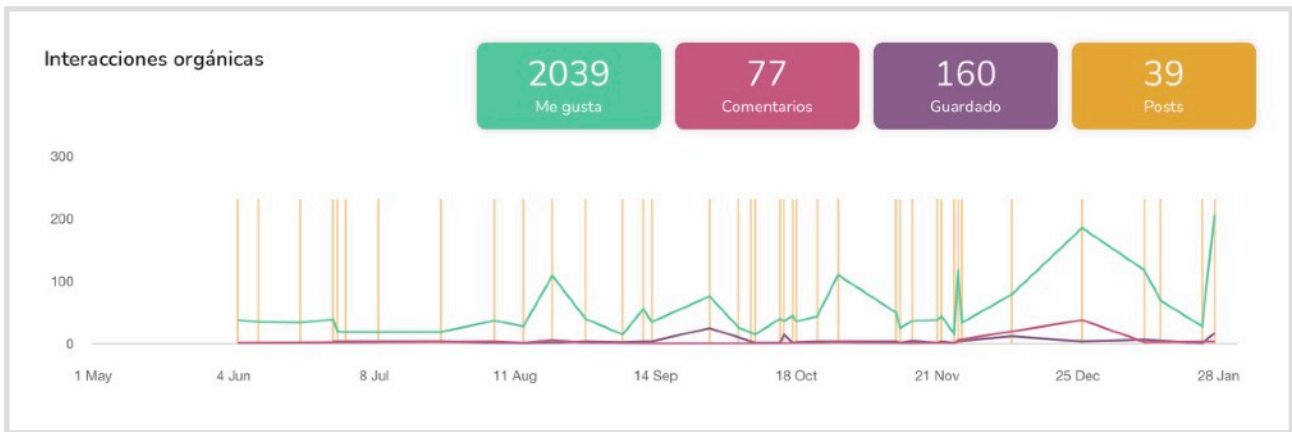 Interacciones orgánicas
2039
Me gusta
77
Comentarios
160
Guardado
39
Posts
300
200
100
0
1 May
4 Jun
8 Jul
11 Aug
14 Sep
18 Oct
21 Nov
25 Dec
28 Jan